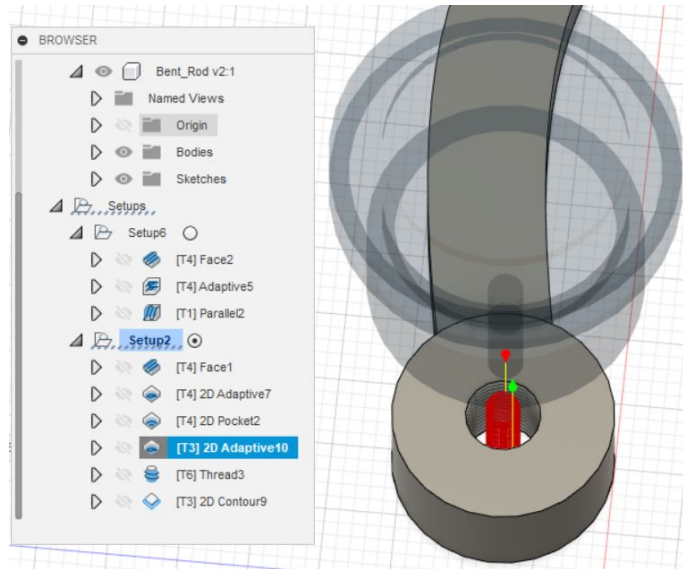 BROWSER
Bent_Rod v2:1
Named Views
Origin
Bodies
Sketches
Setups
Setup6
[T4] Face2
[T4] Adaptive5
[T1] Parallel2
Setup2
[T4] Face1
[T4] 2D Adaptive7
[T4] 2D Pocket2
[T3] 2D Adaptive10
[T6] Thread3
[T3] 2D Contour9